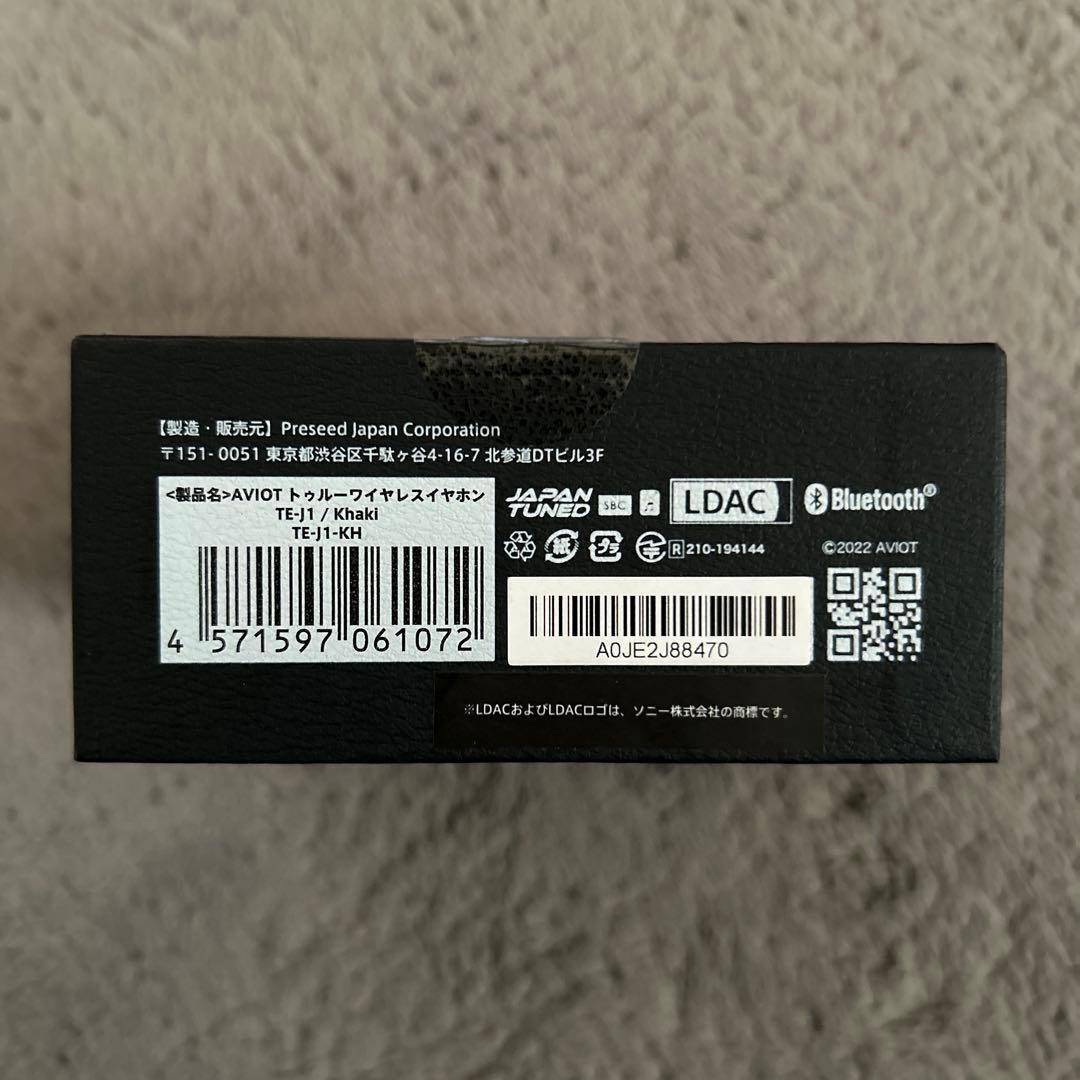 【製造・販売元】Preseed Japan Corporation
〒151-0051 東京都渋谷区千駄ヶ谷4-16-7 北参道DTビル3F
<製品名>AVIOT トゥルーワイヤレスイヤホン
TE-J1 / Khaki
TE-J1-KH
4 571597 061072
JAPAN TUNED SBC LDAC Bluetooth®
紙 プラ R 210-194144 ©2022 AVIOT
A0JE2J88470
※LDACおよびLDACロゴは、ソニー株式会社の商標です。